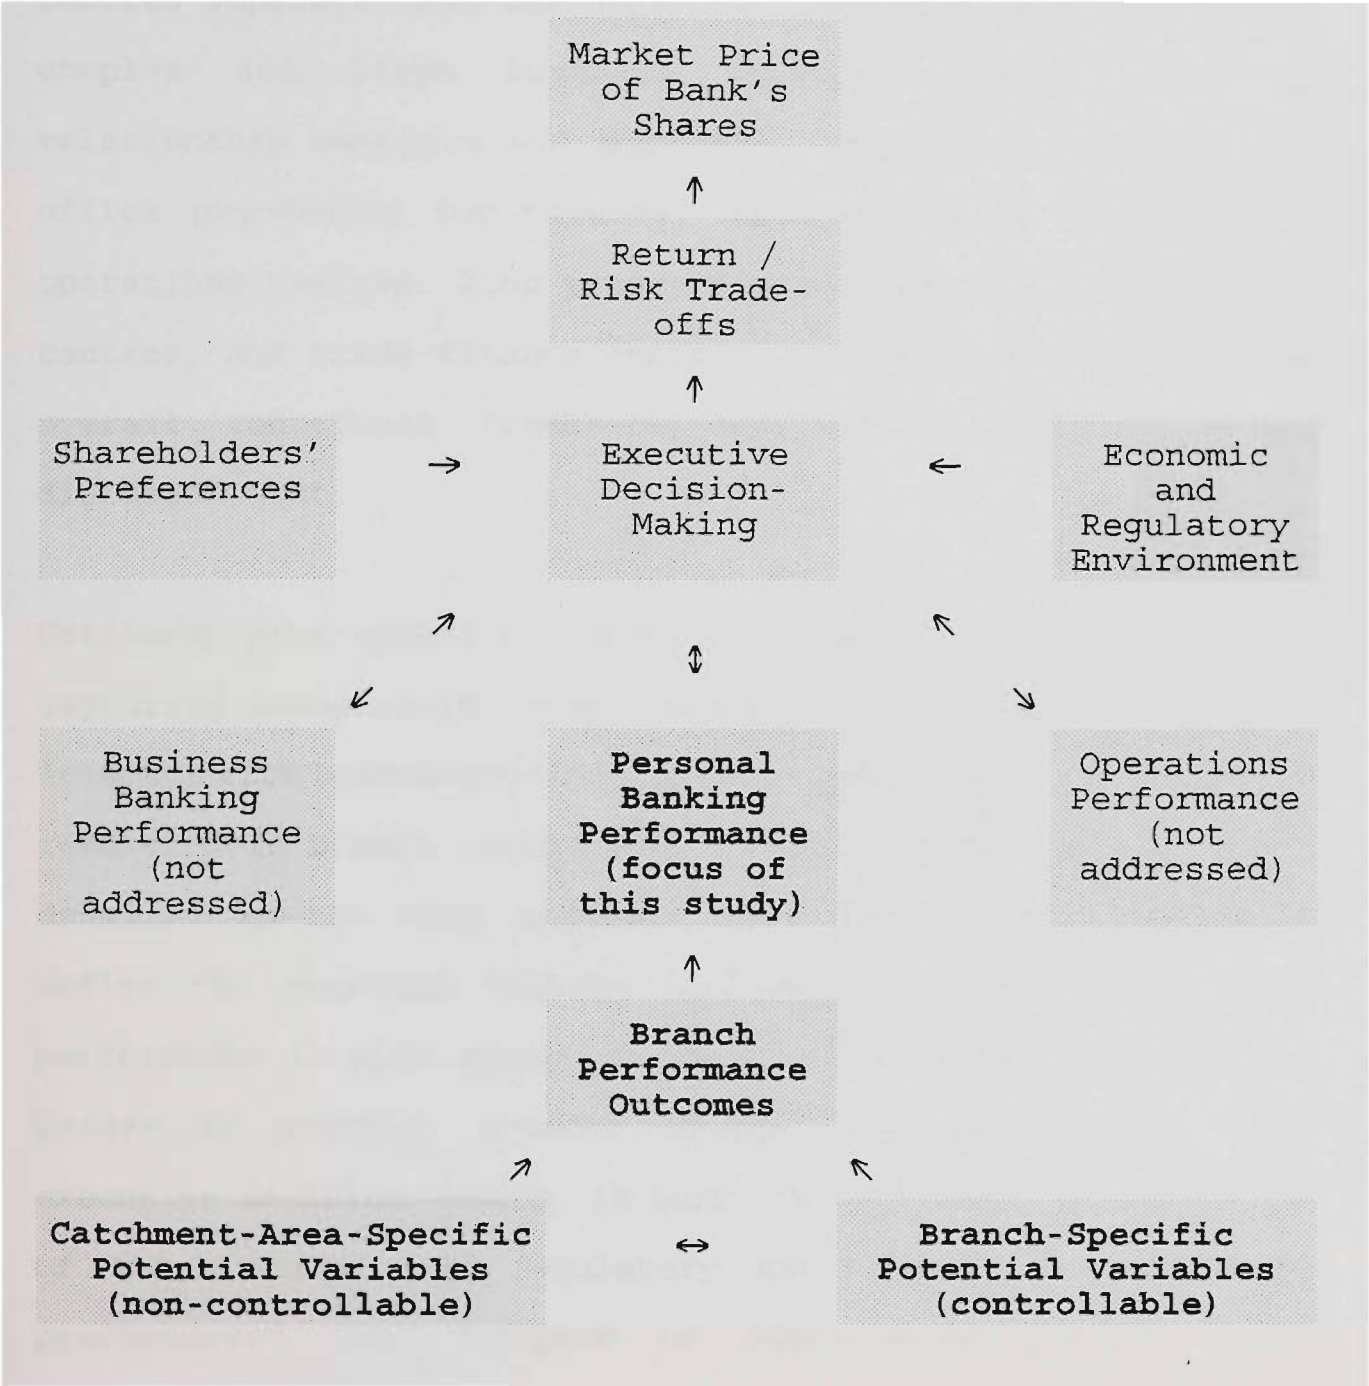 Market Price
of Bank's
Shares
↑
Return /
Risk Trade-
offs
↑
Shareholders'
Preferences
→
Executive
Decision-
Making
←
Economic
and
Regulatory
Environment
↗
↖
↕
↙
↘
Business
Banking
Performance
(not
addressed)
Personal
Banking
Performance
(focus of
this study)
Operations
Performance
(not
addressed)
↑
Branch
Performance
Outcomes
↗
↖
Catchment-Area-Specific
Potential Variables
(non-controllable)
↔
Branch-Specific
Potential Variables
(controllable)